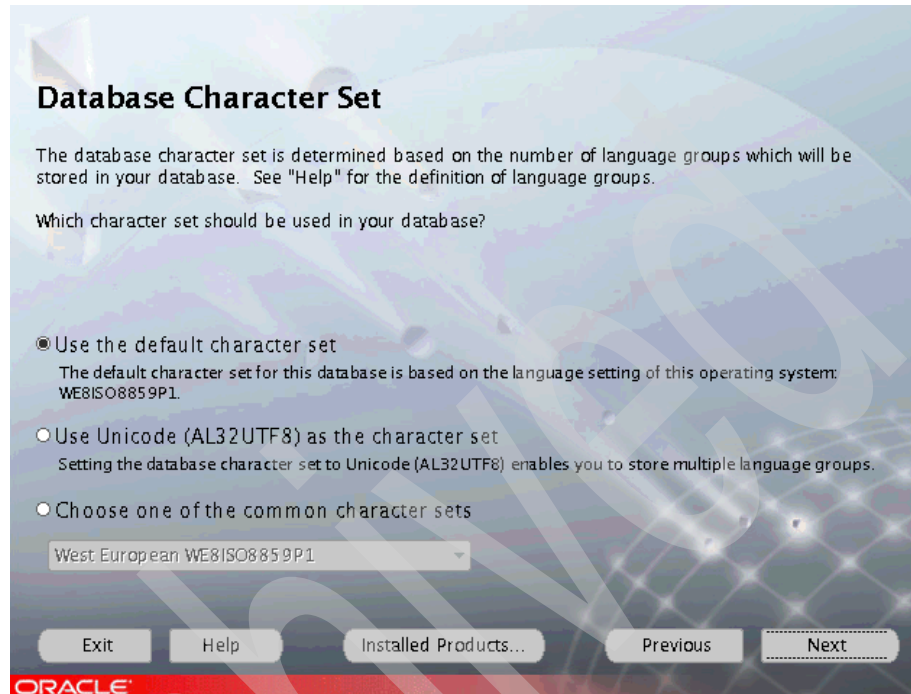 Database Character Set
The database character set is determined based on the number of language groups which will be
stored in your database. See "Help" for the definition of language groups.
Which character set should be used in your database?
Use the default character set
The default character set for this database is based on the language setting of this operating system:
WE8ISO8859P1.
Use Unicode (AL32UTF8) as the character set
Setting the database character set to Unicode (AL32UTF8) enables you to store multiple language groups.
Choose one of the common character sets
West European WE8ISO8859P1
Exit Help Installed Products... Previous Next
ORACLE